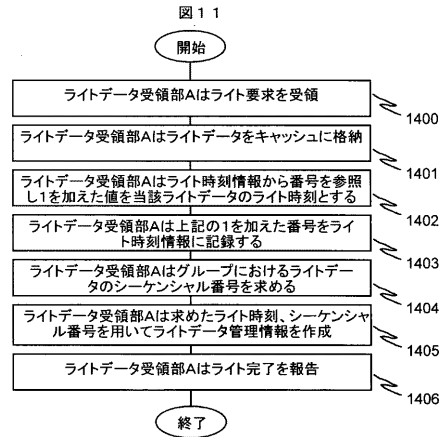 図11
開始
ライトデータ受領部Aはライト要求を受領
1400
ライトデータ受領部Aはライトデータをキャッシュに格納
1401
ライトデータ受領部Aはライト時刻情報から番号を参照
し1を加えた値を当該ライトデータのライト時刻とする
1402
ライトデータ受領部Aは上記の1を加えた番号をライ
ト時刻情報に記録する
1403
ライトデータ受領部Aはグループにおけるライトデー
タのシーケンシャル番号を求める
1404
ライトデータ受領部Aは求めたライト時刻、シーケンシャ
ル番号を用いてライトデータ管理情報を作成
1405
ライトデータ受領部Aはライト完了を報告
1406
終了